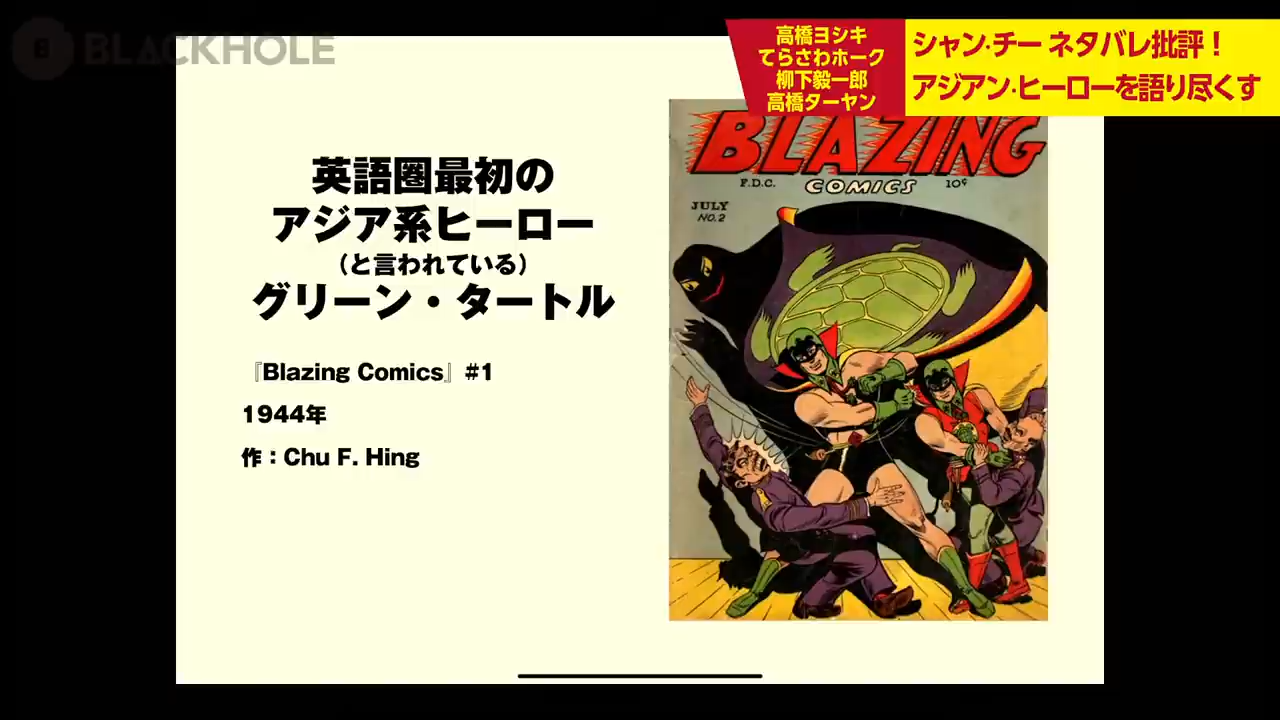 BLACKHOLE
高橋ヨシキ
てらさわホーク
柳下毅一郎
高橋ターヤン
シャン・チー ネタバレ批評！
アジアン・ヒーローを語り尽くす
英語圏最初の
アジア系ヒーロー
（と言われている）
グリーン・タートル
『Blazing Comics』#1
1944年
作：Chu F. Hing
BLAZING
F.D.C. COMICS 10¢
JULY
NO. 2